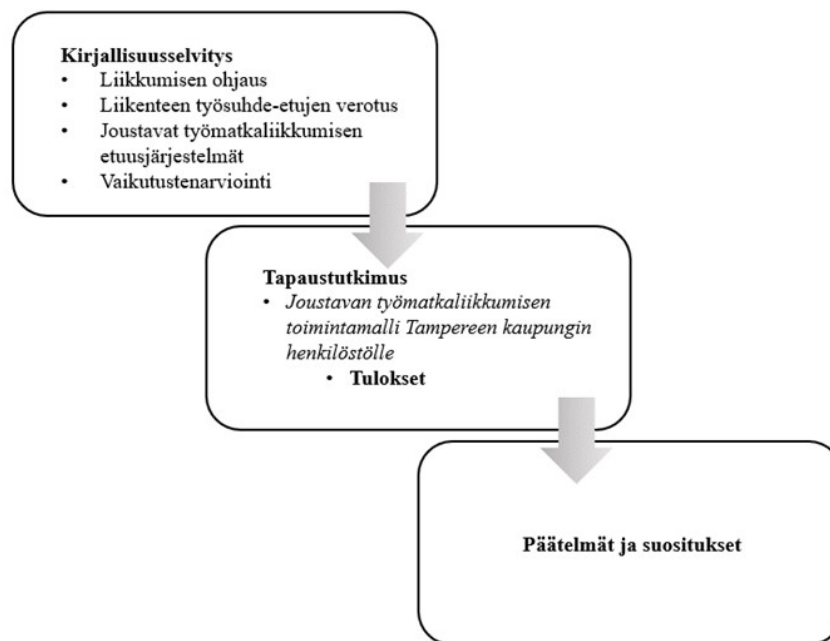 Kirjallisuusselvitys
• Liikkumisen ohjaus
• Liikenteen työsuhde-etujen verotus
• Joustavat työmatkaliikkumisen
etuusjärjestelmät
• Vaikutustenarviointi
Tapaustutkimus
• Joustavan työmatkaliikkumisen
toimintamalli Tampereen kaupungin
henkilöstölle
• Tulokset
Päätelmät ja suositukset